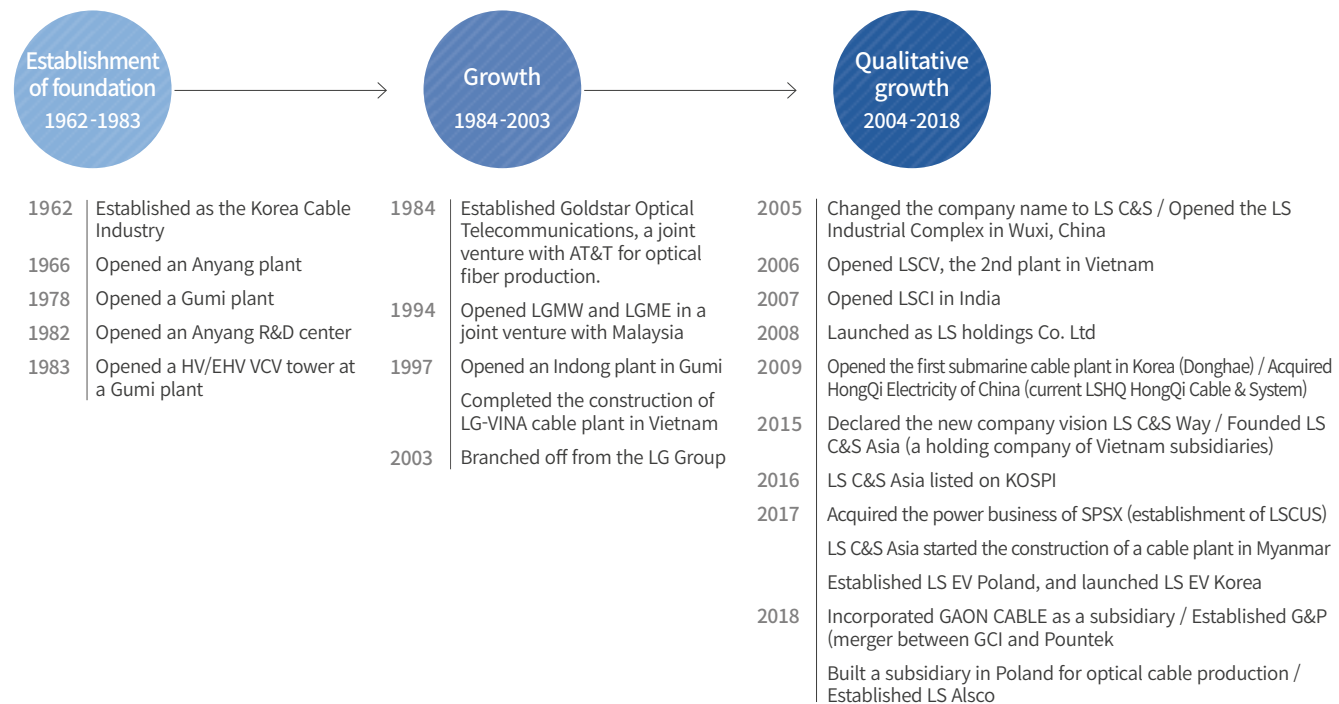 Establishment
of foundation
1962-1983
Growth
1984-2003
Qualitative
growth
2004-2018
1962 Established as the Korea Cable
Industry
1966 Opened an Anyang plant
1978 Opened a Gumi plant
1982 Opened an Anyang R&D center
1983 Opened a HV/EHV VCV tower at
a Gumi plant
1984 Established Goldstar Optical
Telecommunications, a joint
venture with AT&T for optical
fiber production.
1994 Opened LGMW and LGME in a
joint venture with Malaysia
1997 Opened an Indong plant in Gumi
Completed the construction of
LG-VINA cable plant in Vietnam
2003 Branched off from the LG Group
2005 Changed the company name to LS C&S / Opened the LS
Industrial Complex in Wuxi, China
2006 Opened LSCV, the 2nd plant in Vietnam
2007 Opened LSCI in India
2008 Launched as LS holdings Co. Ltd
2009 Opened the first submarine cable plant in Korea (Donghae) / Acquired
HongQi Electricity of China (current LSHQ HongQi Cable & System)
2015 Declared the new company vision LS C&S Way / Founded LS
C&S Asia (a holding company of Vietnam subsidiaries)
2016 LS C&S Asia listed on KOSPI
2017 Acquired the power business of SPSX (establishment of LSCUS)
LS C&S Asia started the construction of a cable plant in Myanmar
Established LS EV Poland, and launched LS EV Korea
2018 Incorporated GAON CABLE as a subsidiary / Established G&P
(merger between GCI and Pountek
Built a subsidiary in Poland for optical cable production /
Established LS Alsco